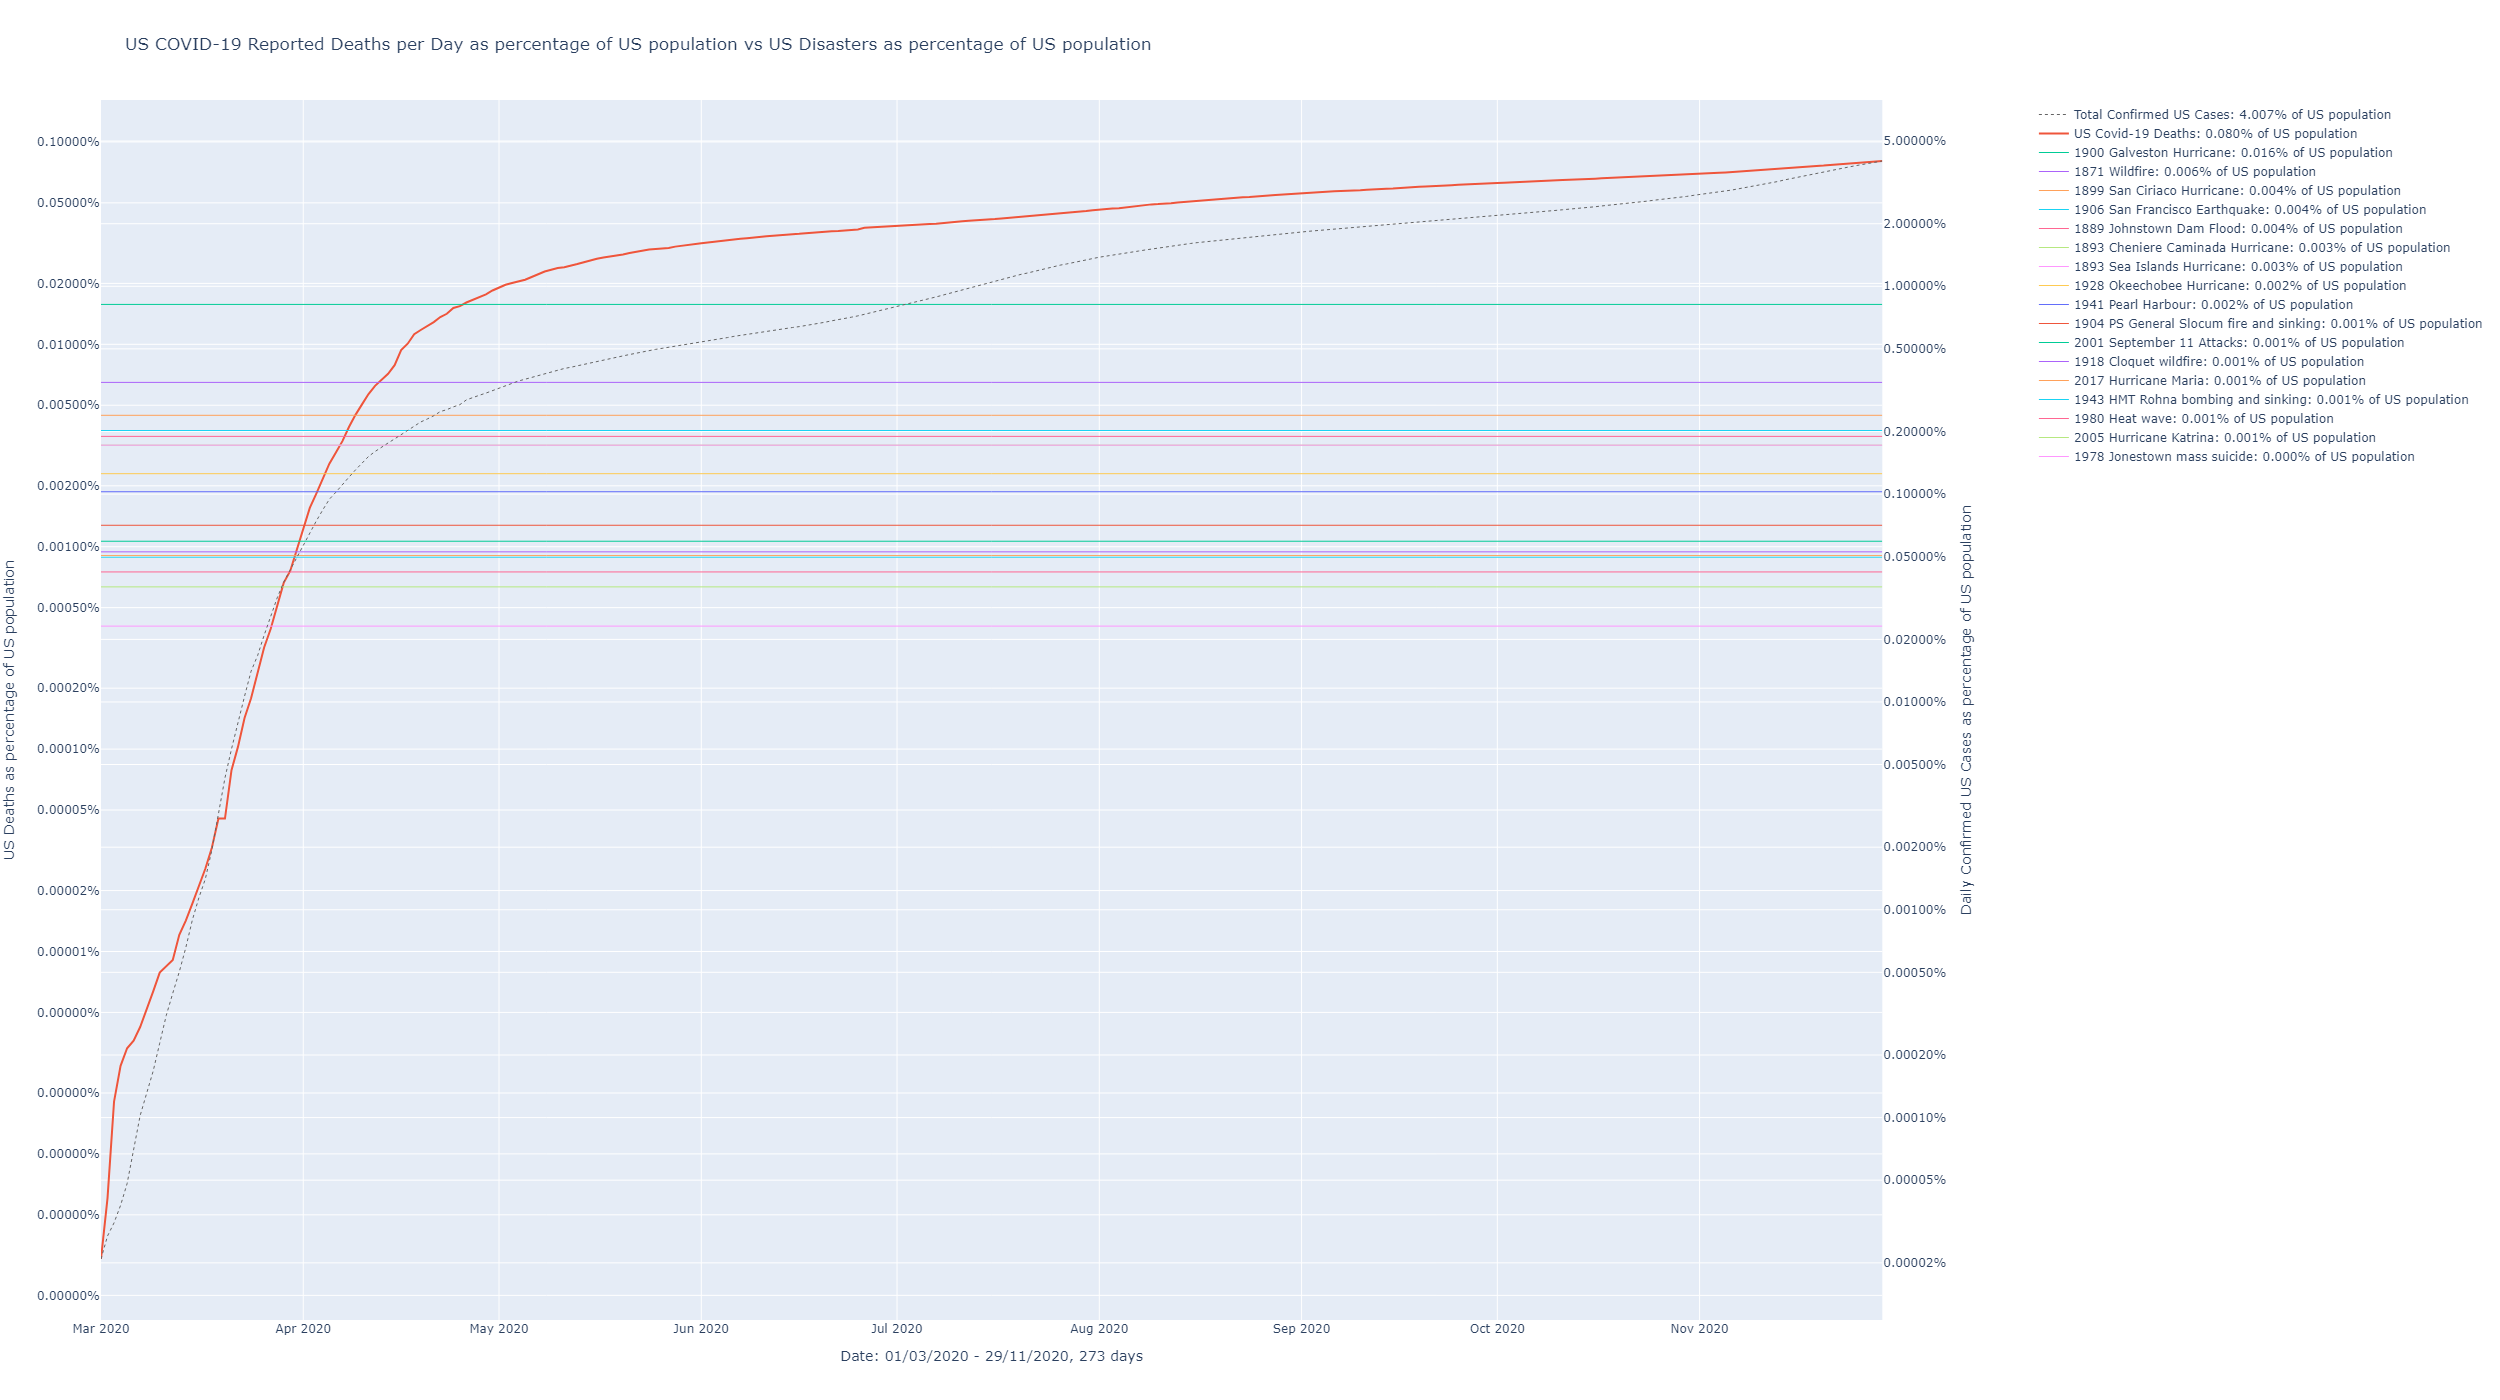 US COVID-19 Reported Deaths per Day as percentage of US population vs US Disasters as percentage of US population
US Deaths as percentage of US population
0.10000%
0.05000%
0.02000%
0.01000%
0.00500%
0.00200%
0.00100%
0.00050%
0.00020%
0.00010%
0.00005%
0.00002%
0.00001%
0.00000%
0.00000%
0.00000%
0.00000%
0.00000%
Mar 2020
Apr 2020
May 2020
Jun 2020
Jul 2020
Aug 2020
Sep 2020
Oct 2020
Nov 2020
Date: 01/03/2020 - 29/11/2020, 273 days
5.00000%
2.00000%
1.00000%
0.50000%
0.20000%
0.10000%
0.05000%
0.02000%
0.01000%
0.00500%
0.00200%
0.00100%
0.00050%
0.00020%
0.00010%
0.00005%
0.00002%
Daily Confirmed US Cases as percentage of US population
Total Confirmed US Cases: 4.007% of US population
US Covid-19 Deaths: 0.080% of US population
1900 Galveston Hurricane: 0.016% of US population
1871 Wildfire: 0.006% of US population
1899 San Ciriaco Hurricane: 0.004% of US population
1906 San Francisco Earthquake: 0.004% of US population
1889 Johnstown Dam Flood: 0.004% of US population
1893 Cheniere Caminada Hurricane: 0.003% of US population
1893 Sea Islands Hurricane: 0.003% of US population
1928 Okeechobee Hurricane: 0.002% of US population
1941 Pearl Harbour: 0.002% of US population
1904 PS General Slocum fire and sinking: 0.001% of US population
2001 September 11 Attacks: 0.001% of US population
1918 Cloquet wildfire: 0.001% of US population
2017 Hurricane Maria: 0.001% of US population
1943 HMT Rohna bombing and sinking: 0.001% of US population
1980 Heat wave: 0.001% of US population
2005 Hurricane Katrina: 0.001% of US population
1978 Jonestown mass suicide: 0.000% of US population